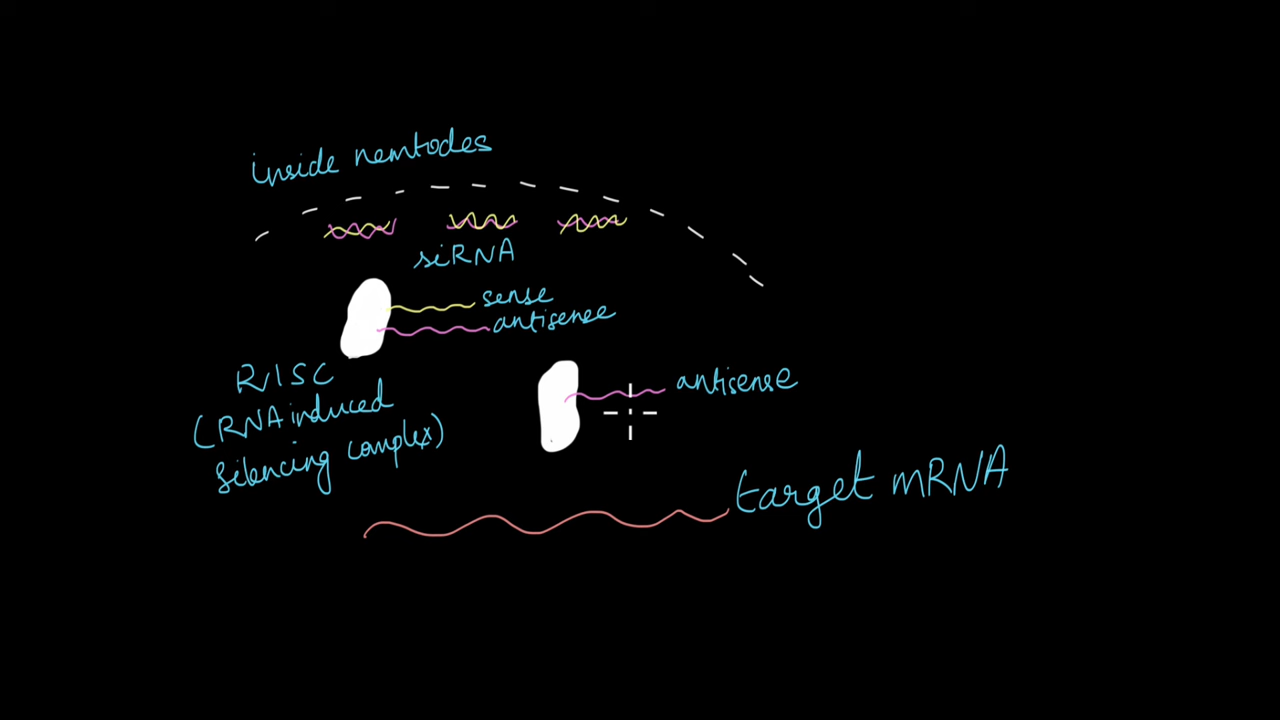 inside nemtodes
siRNA
sense
antisense
RISC
(RNA induced
silencing complex)
antisense
target mRNA